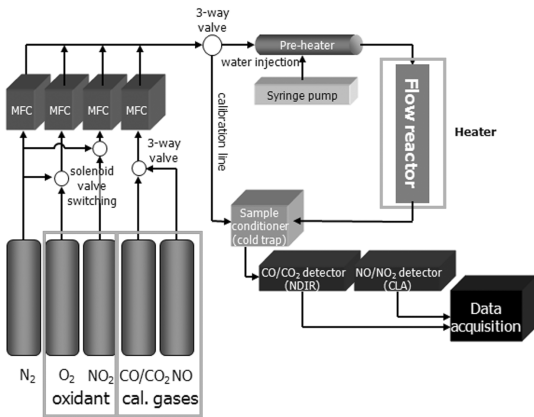 3-way
valve
Pre-heater
water injection
Syringe pump
MFC
MFC
MFC
MFC
calibration line
Flow reactor
Heater
3-way
valve
solenoid
valve
switching
Sample
conditioner
(cold trap)
CO/CO₂ detector
(NDIR)
NO/NO₂ detector
(CLA)
Data
acquisition
N₂
O₂
NO₂
CO/CO₂
NO
oxidant
cal. gases